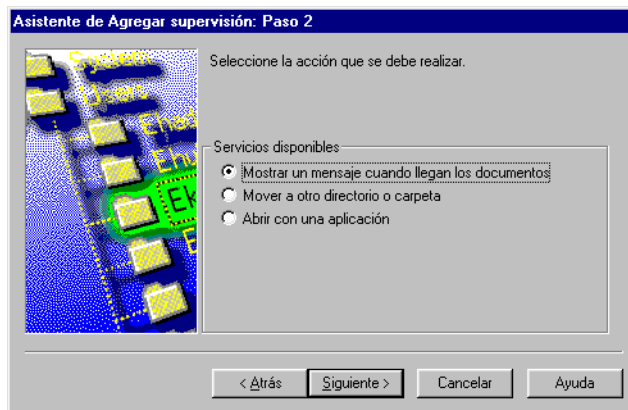 Asistente de Agregar supervisión: Paso 2
Seleccione la acción que se debe realizar.
Servicios disponibles
Mostrar un mensaje cuando llegan los documentos
Mover a otro directorio o carpeta
Abrir con una aplicación
< Atrás
Siguiente >
Cancelar
Ayuda